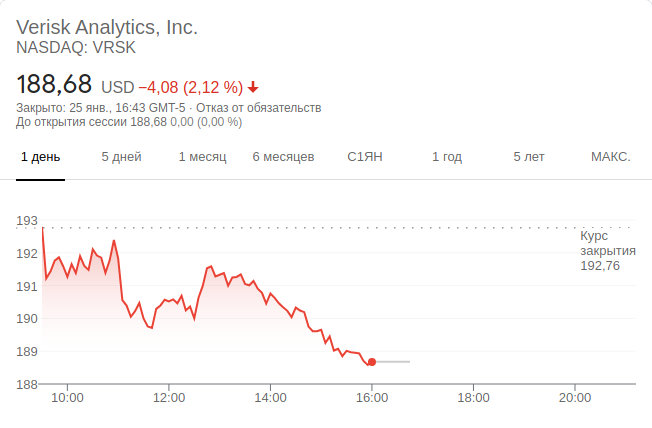 Verisk Analytics, Inc.
NASDAQ: VRSK
188,68 USD −4,08 (2,12 %)
Закрыто: 25 янв., 16:43 GMT-5 · Отказ от обязательств
До открытия сессии 188,68 0,00 (0,00 %)
1 день 5 дней 1 месяц 6 месяцев С1ЯН 1 год 5 лет МАКС.
193
Курс
закрытия
192,76
192
191
190
189
188
10:00 12:00 14:00 16:00 18:00 20:00